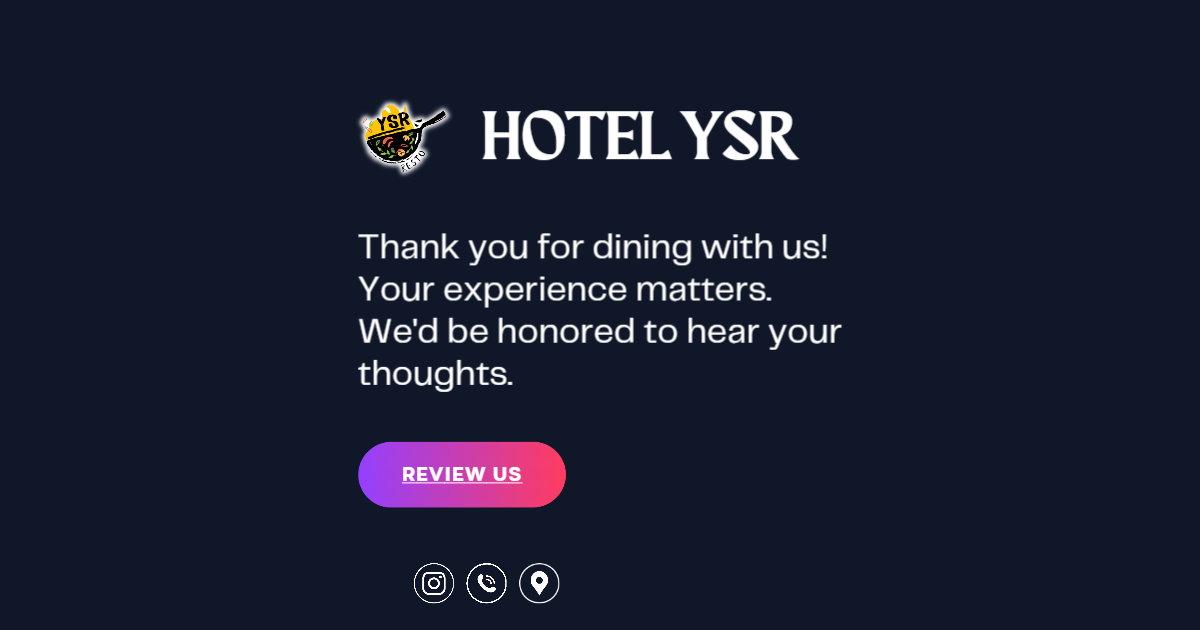 YSR
RESTO
HOTEL YSR
Thank you for dining with us!
Your experience matters.
We'd be honored to hear your
thoughts.
REVIEW US